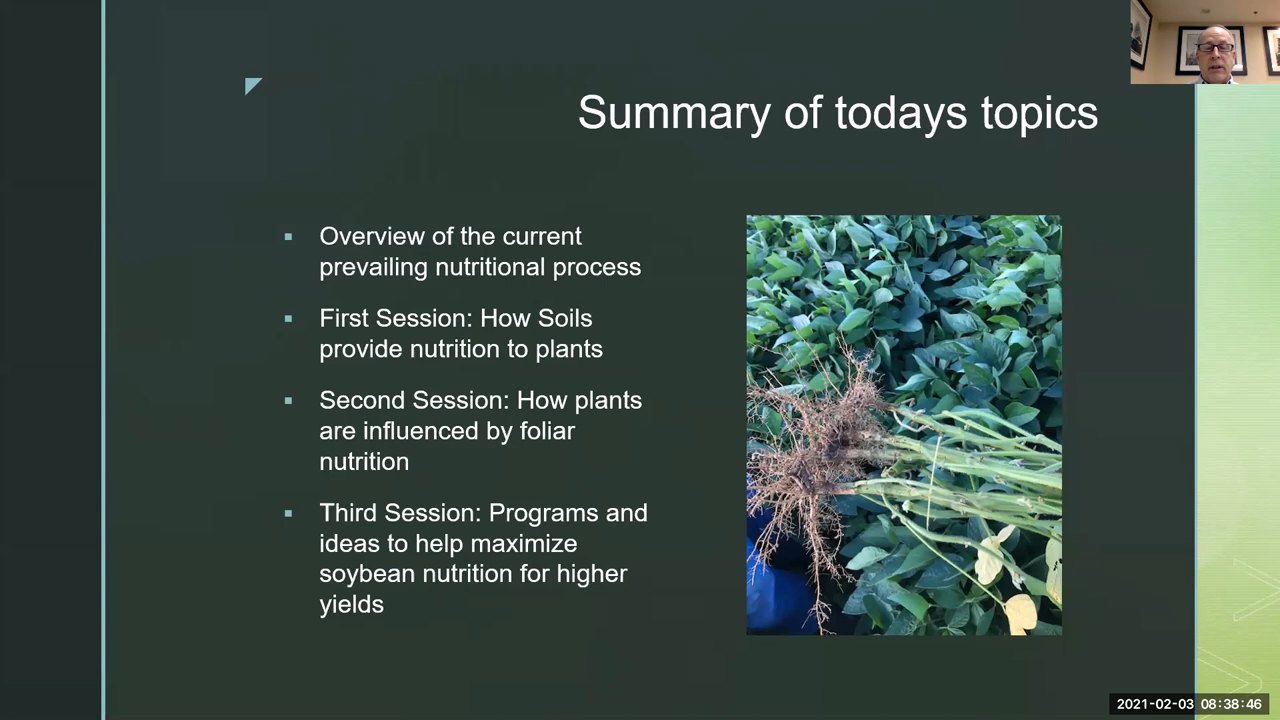 Summary of todays topics
Overview of the current
prevailing nutritional process
First Session: How Soils
provide nutrition to plants
Second Session: How plants
are influenced by foliar
nutrition
Third Session: Programs and
ideas to help maximize
soybean nutrition for higher
yields
2021-02-03 08:38:46